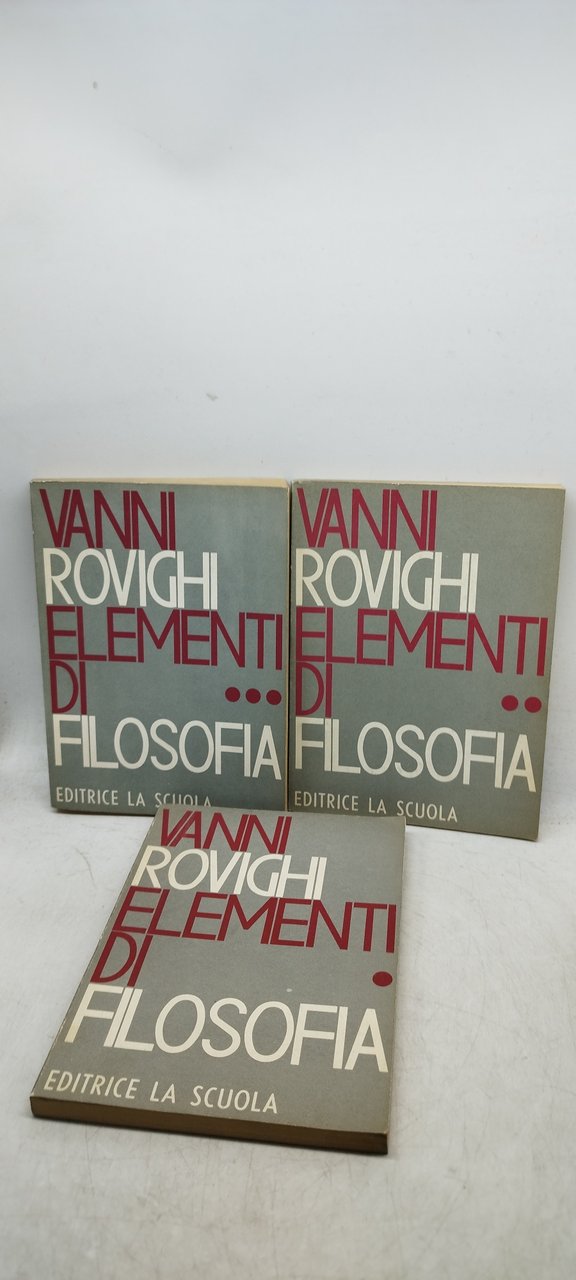 VANNI
ROVIGHI
ELEMENTI
DI
FILOSOFIA
EDITRICE LA SCUOLA
VANNI
ROVIGHI
ELEMENTI
DI
FILOSOFIA
EDITRICE LA SCUOLA
VANNI
ROVIGHI
ELEMENTI
DI
FILOSOFIA
EDITRICE LA SCUOLA